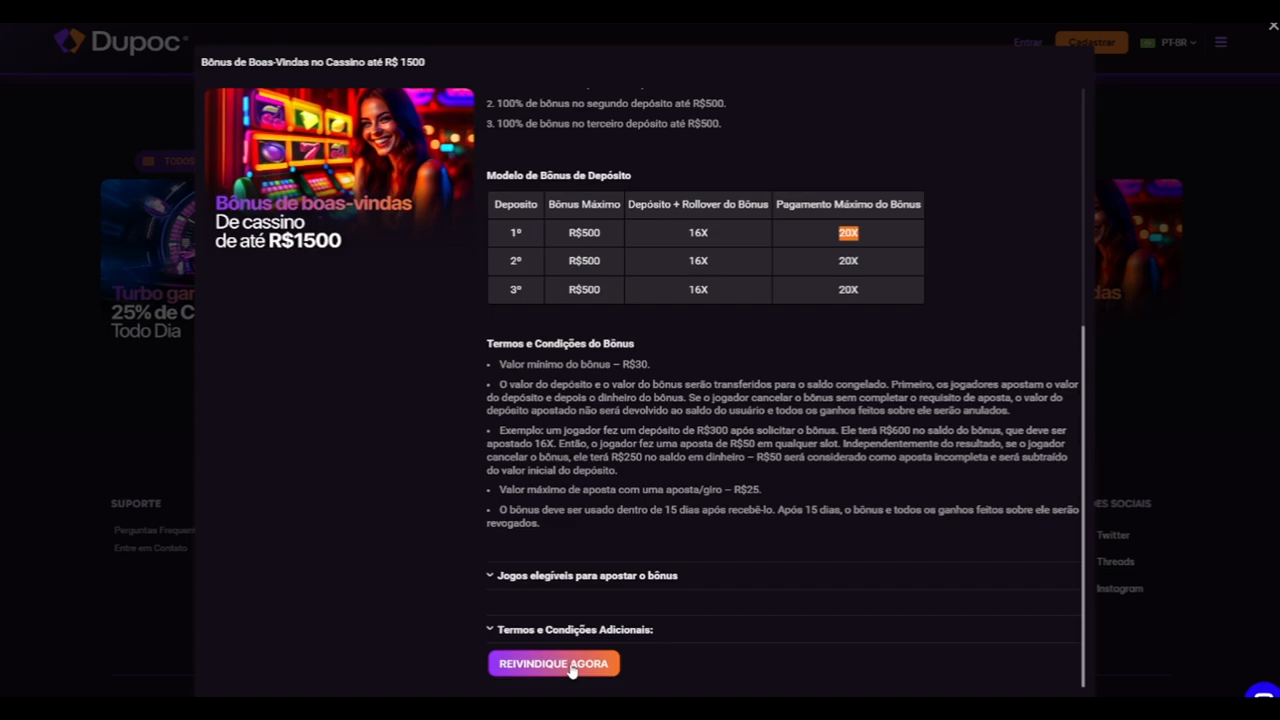 Dupoc
Entrar
Cadastrar
PT-BR
Bônus de Boas-Vindas no Cassino até R$ 1500
Bônus de boas-vindas
De cassino
de até R$1500
2. 100% de bônus no segundo depósito até R$500.
3. 100% de bônus no terceiro depósito até R$500.
Modelo de Bônus de Depósito
Deposito Bônus Máximo Depósito + Rollover do Bônus Pagamento Máximo do Bônus
1º R$500 16X 20X
2º R$500 16X 20X
3º R$500 16X 20X
Termos e Condições do Bônus
• Valor mínimo do bônus – R$30.
• O valor do depósito e o valor do bônus serão transferidos para o saldo congelado. Primeiro, os jogadores apostam o valor
do depósito e depois o dinheiro do bônus. Se o jogador cancelar o bônus sem completar o requisito de aposta, o valor do
depósito apostado não será devolvido ao saldo do usuário e todos os ganhos feitos sobre ele serão anulados.
• Exemplo: um jogador fez um depósito de R$300 após solicitar o bônus. Ele terá R$600 no saldo do bônus, que deve ser
apostado 16X. Então, o jogador fez uma aposta de R$50 em qualquer slot. Independentemente do resultado, se o jogador
cancelar o bônus, ele terá R$250 no saldo em dinheiro – R$50 será considerado como aposta incompleta e será subtraído
do valor inicial do depósito.
• Valor máximo de aposta com uma aposta/giro – R$25.
• O bônus deve ser usado dentro de 15 dias após recebê-lo. Após 15 dias, o bônus e todos os ganhos feitos sobre ele serão
revogados.
Jogos elegíveis para apostar o bônus
Termos e Condições Adicionais:
REIVINDIQUE AGORA
TODOS
Turbo gan
25% de C
Todo Dia
das
SUPORTE
Perguntas Frequent
Entre em Contato
ES SOCIAIS
Twitter
Threads
Instagram